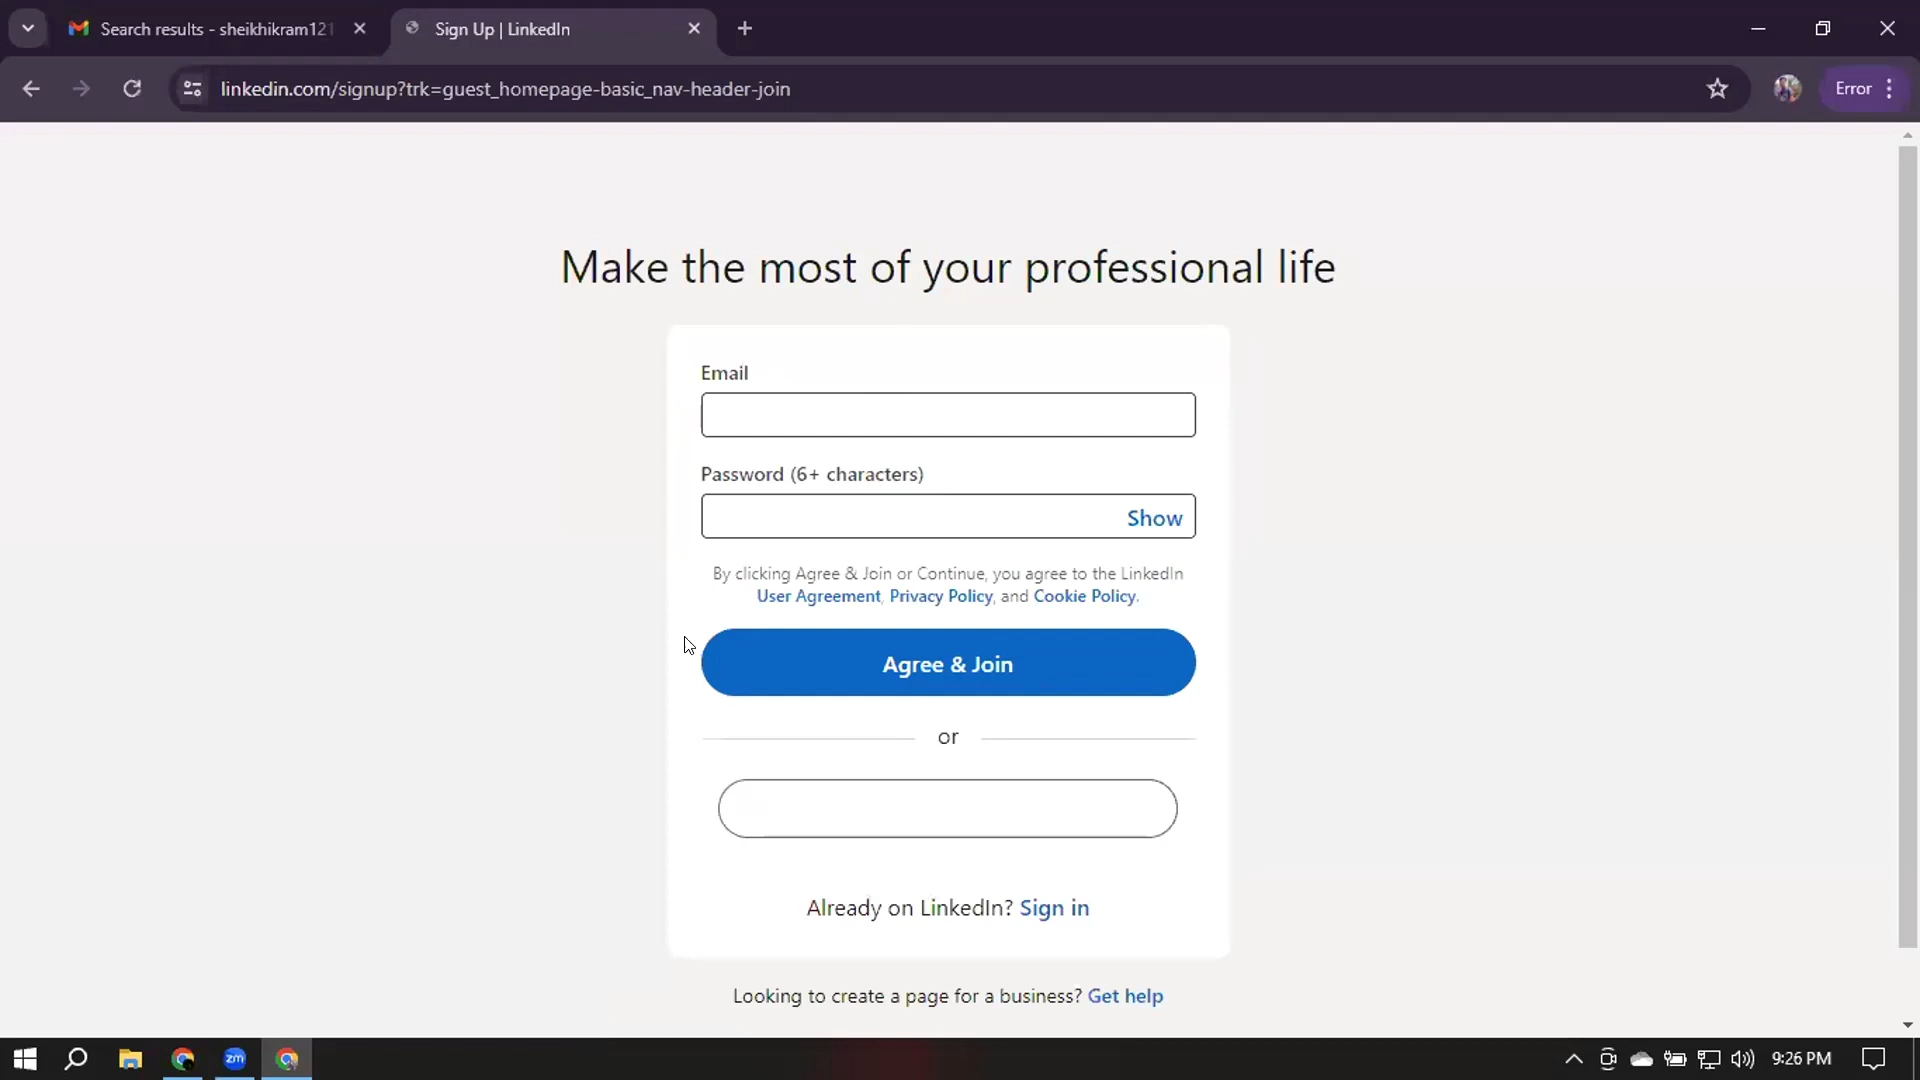 Search results - sheikhikram121
Sign Up | LinkedIn
linkedin.com/signup?trk=guest_homepage-basic_nav-header-join
Error
Make the most of your professional life
Email
Password (6+ characters)
Show
By clicking Agree & Join or Continue, you agree to the LinkedIn
User Agreement, Privacy Policy, and Cookie Policy.
Agree & Join
or
Already on LinkedIn? Sign in
Looking to create a page for a business? Get help
zm
9:26 PM